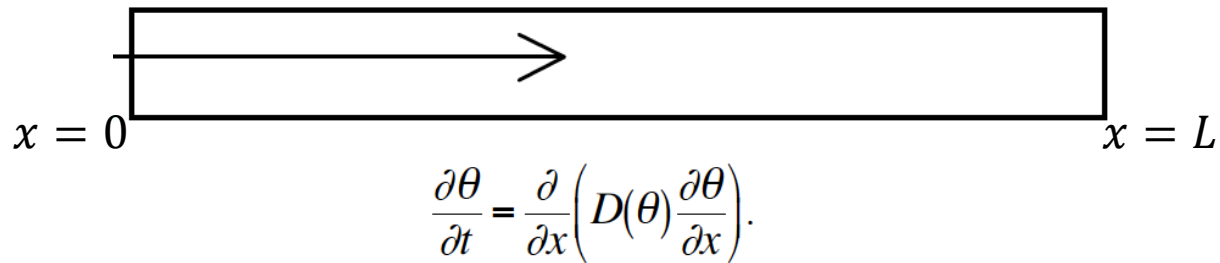 x = 0 x = L
∂θ/∂t = ∂/∂x (D(θ) ∂θ/∂x).